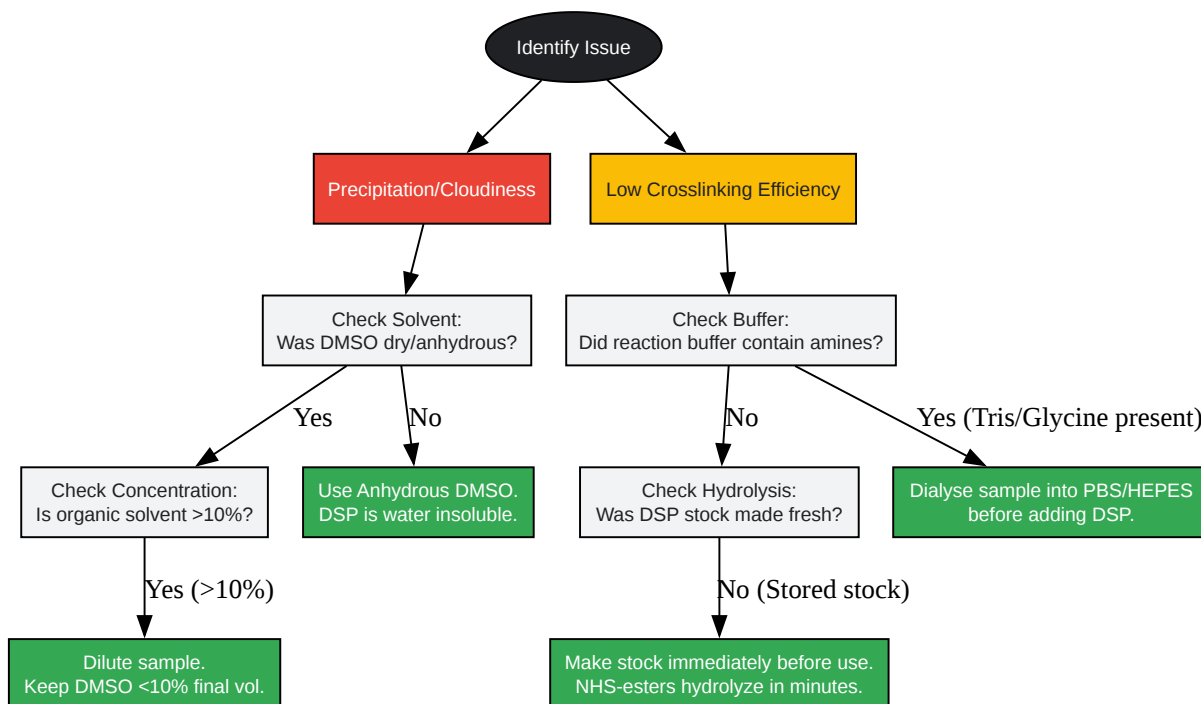 Identify Issue
Precipitation/Cloudiness
Low Crosslinking Efficiency
Check Solvent:
Was DMSO dry/anhydrous?
Check Buffer:
Did reaction buffer contain amines?
Yes
No
No
Yes (Tris/Glycine present)
Check Concentration:
Is organic solvent >10%?
Use Anhydrous DMSO.
DSP is water insoluble.
Check Hydrolysis:
Was DSP stock made fresh?
Dialyse sample into PBS/HEPES
before adding DSP.
Yes (>10%)
No (Stored stock)
Dilute sample.
Keep DMSO <10% final vol.
Make stock immediately before use.
NHS-esters hydrolyze in minutes.